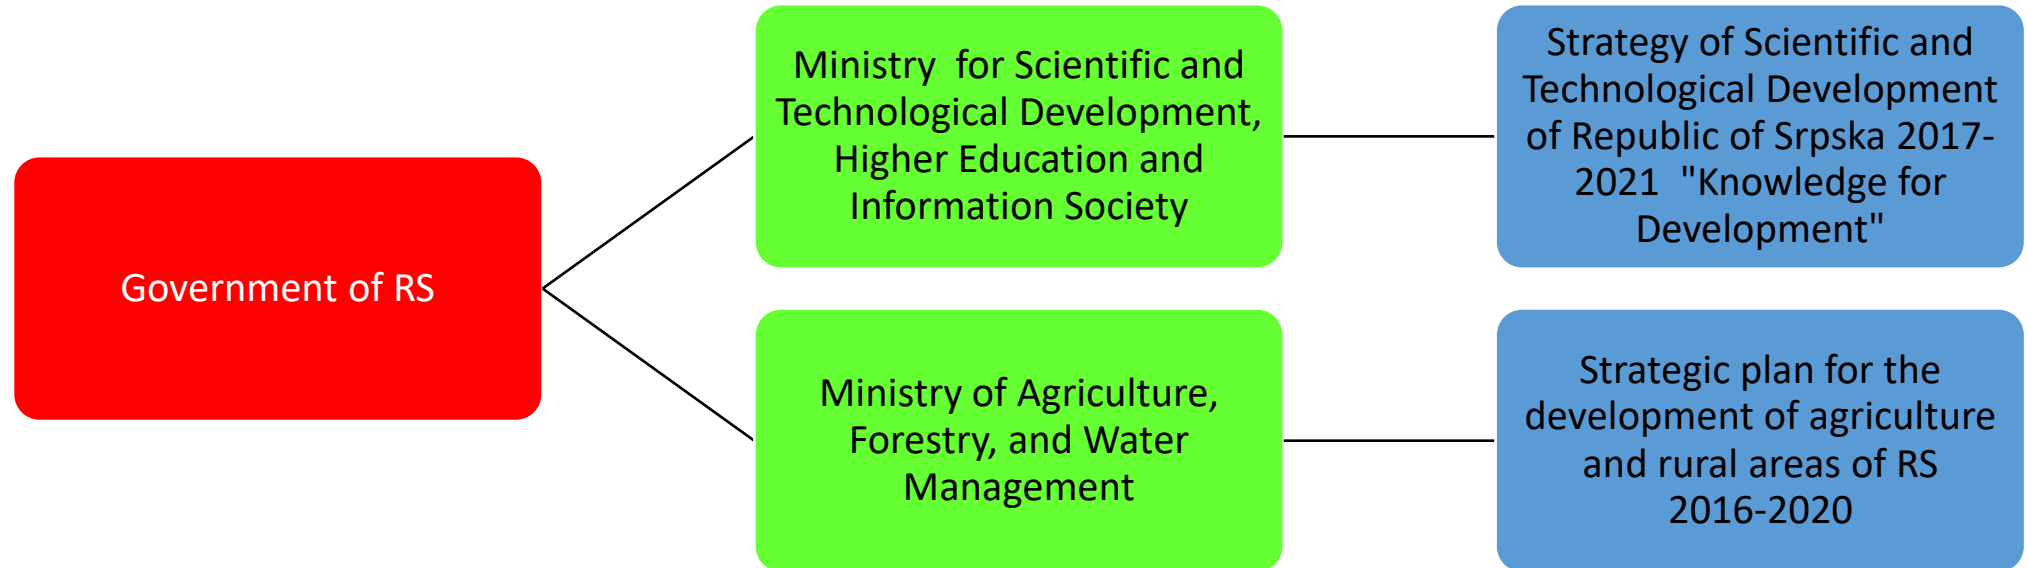 Government of RS
Ministry  for Scientific and
Technological Development,
Higher Education and
Information Society
Strategy of Scientific and
Technological Development
of Republic of Srpska 2017-
2021  "Knowledge for
Development"
Ministry of Agriculture,
Forestry, and Water
Management
Strategic plan for the
development of agriculture
and rural areas of RS
2016-2020